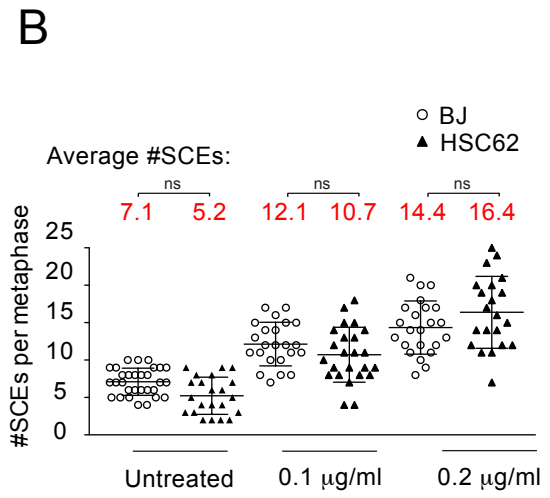 B
BJ
HSC62
Average #SCEs:
ns ns ns
7.1 5.2 12.1 10.7 14.4 16.4
#SCEs per metaphase
25
20
15
10
5
0
Untreated 0.1 μg/ml 0.2 μg/ml